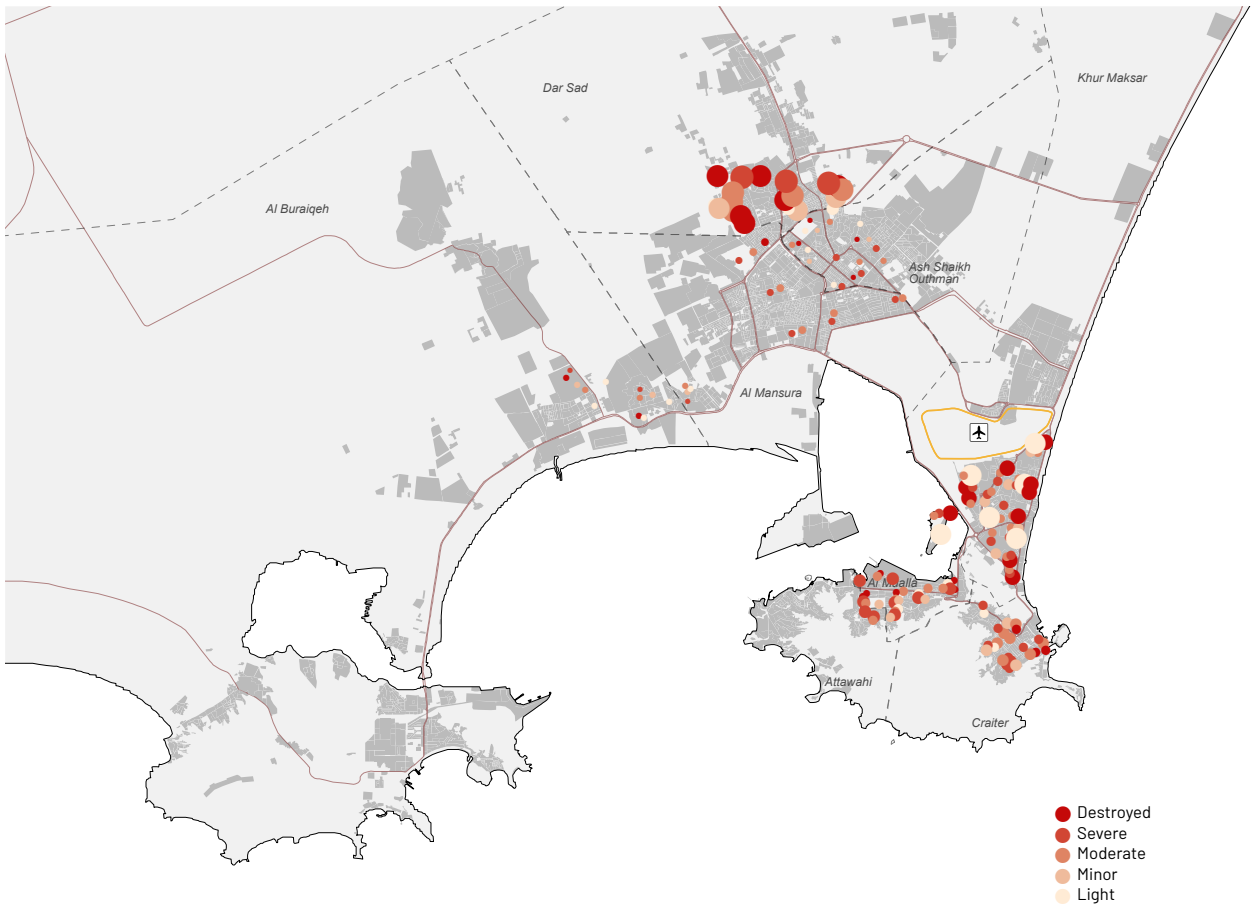 Khur Maksar
Dar Sad
Al Buraiqeh
Ash Shaikh
Outhman
Al Mansura
Al Mualla
Attawahi
Craiter
Destroyed
Severe
Moderate
Minor
Light